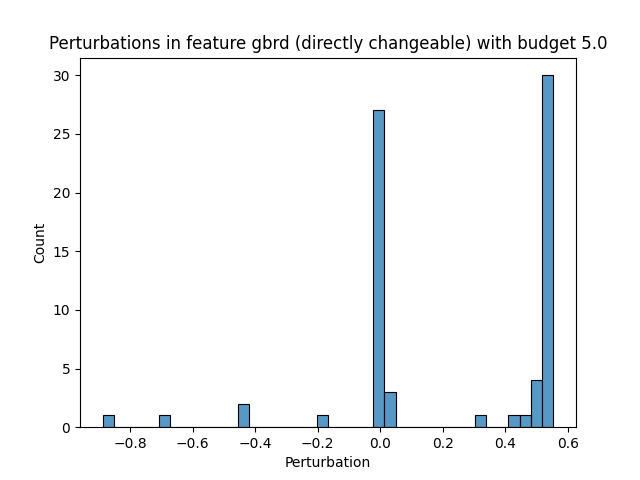 Perturbations in feature gbrd (directly changeable) with budget 5.0
30
25
20
15
10
5
0
Count
−0.8 −0.6 −0.4 −0.2 0.0 0.2 0.4 0.6
Perturbation